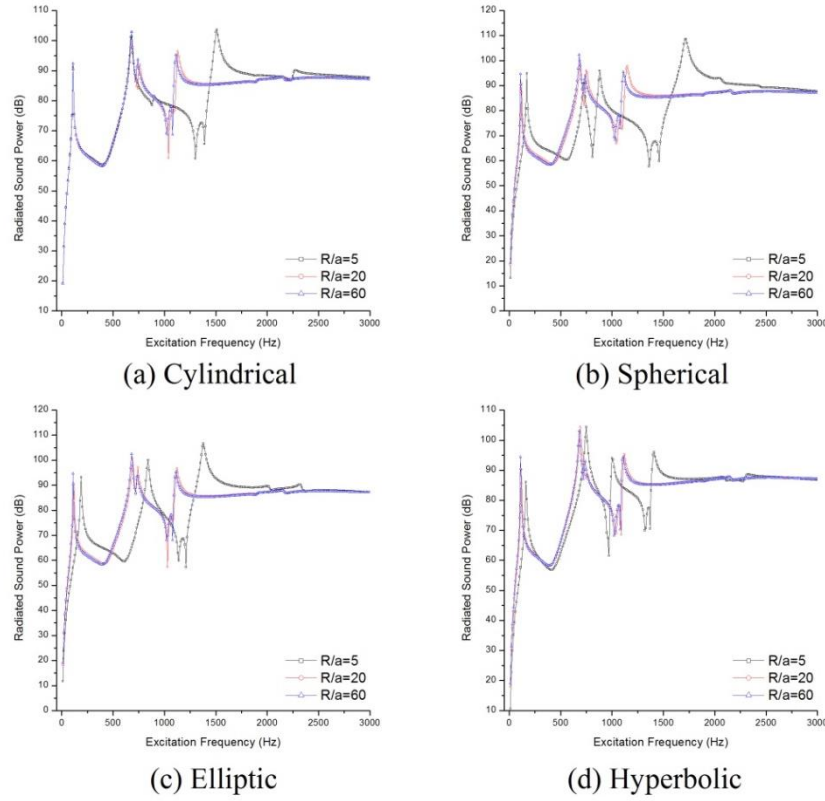 110
100
90
80
70
60
50
40
30
20
10
Radiated Sound Power (dB)
R/a=5
R/a=20
R/a=60
0 500 1000 1500 2000 2500 3000
Excitation Frequency (Hz)
(a) Cylindrical
120
110
100
90
80
70
60
50
40
30
20
10
0
Radiated Sound Power (dB)
R/a=5
R/a=20
R/a=60
0 500 1000 1500 2000 2500 3000
Excitation Frequency (Hz)
(b) Spherical
120
110
100
90
80
70
60
50
40
30
20
10
0
Radiated Sound Power (dB)
R/a=5
R/a=20
R/a=60
0 500 1000 1500 2000 2500 3000
Excitation Frequency (Hz)
(c) Elliptic
110
100
90
80
70
60
50
40
30
20
10
Radiated Sound Power (dB)
R/a=5
R/a=20
R/a=60
0 500 1000 1500 2000 2500 3000
Excitation Frequency (Hz)
(d) Hyperbolic